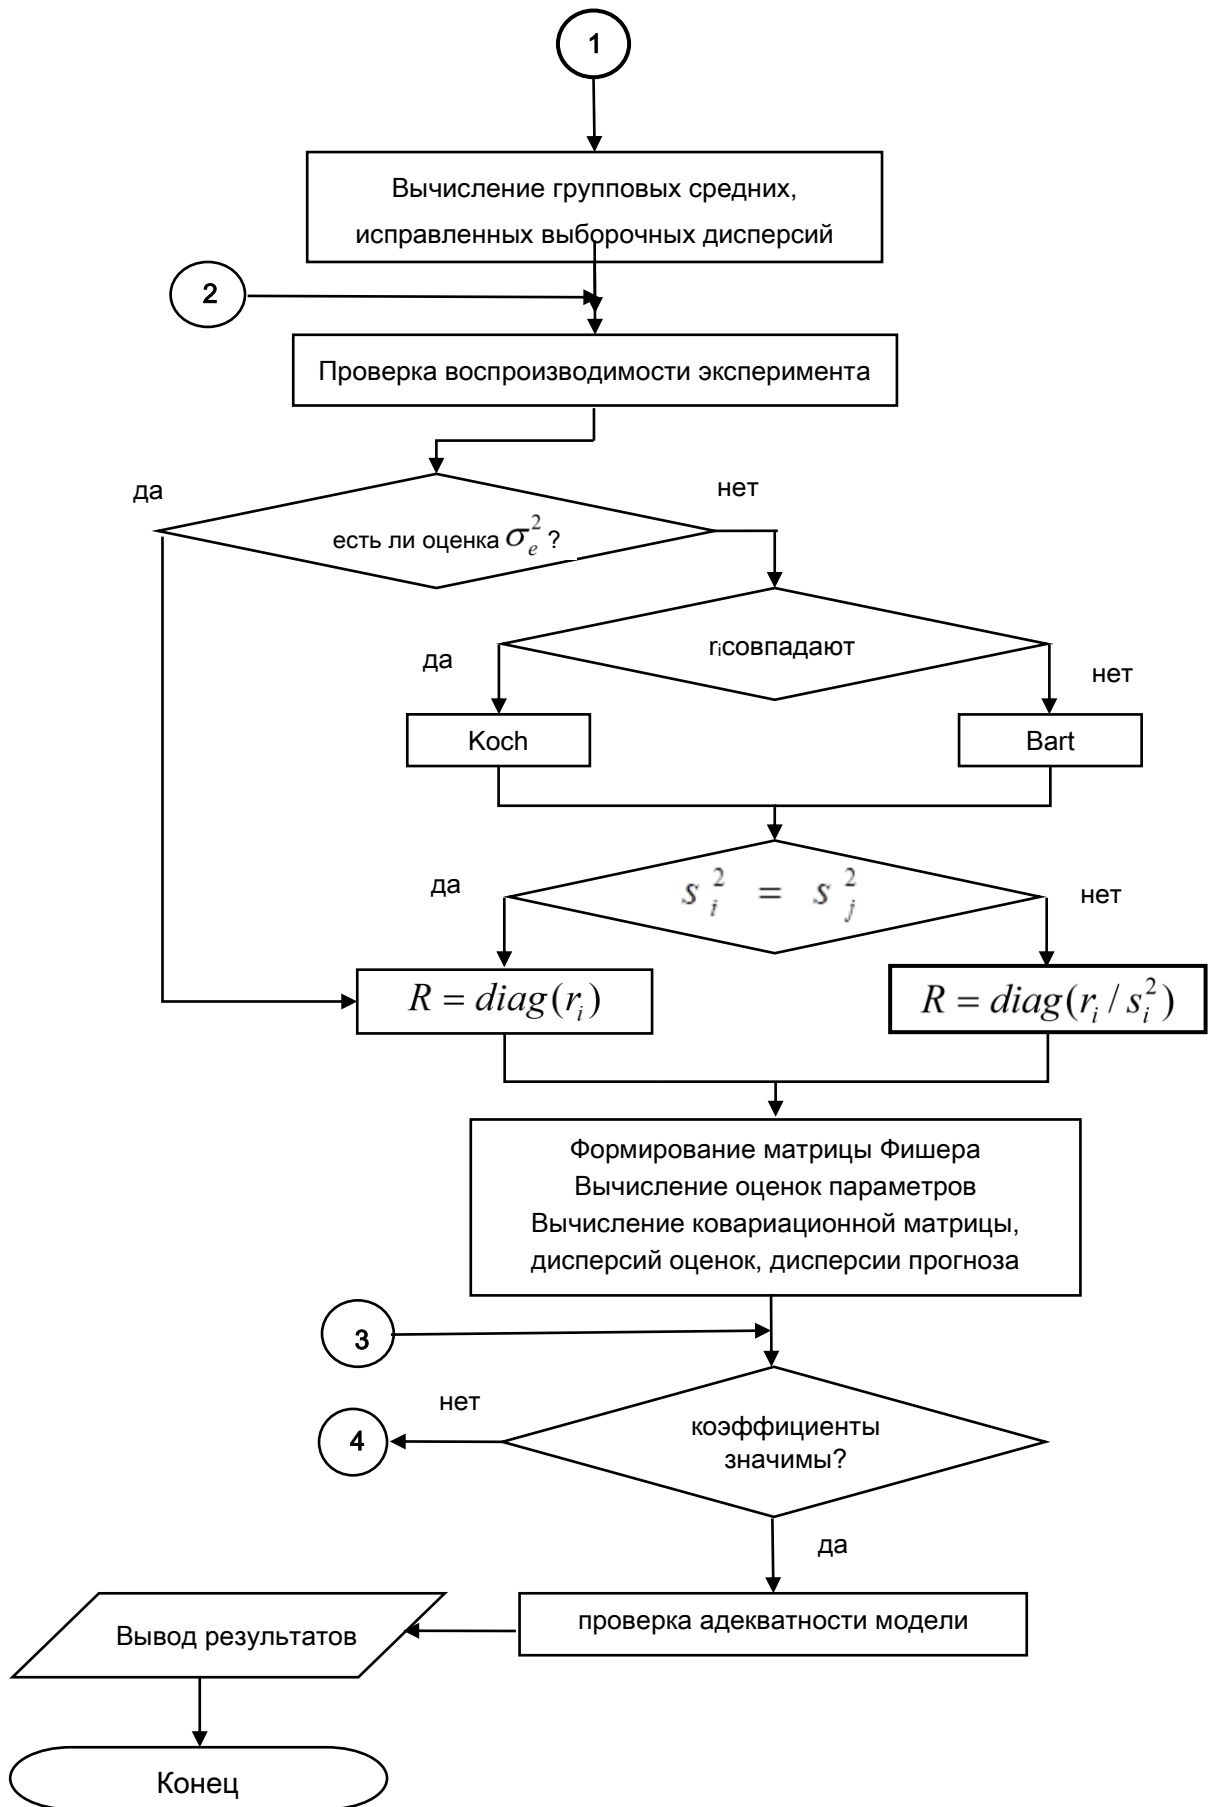 1
Вычисление групповых средних,
исправленных выборочных дисперсий
2
Проверка воспроизводимости эксперимента
да
нет
есть ли оценка σ_e^2 ?
rᵢсовпадают
да
нет
Koch
Bart
s_i^2 = s_j^2
да
нет
R = diag(r_i)
R = diag(r_i / s_i^2)
Формирование матрицы Фишера
Вычисление оценок параметров
Вычисление ковариационной матрицы,
дисперсий оценок, дисперсии прогноза
3
нет
4
коэффициенты
значимы?
да
проверка адекватности модели
Вывод результатов
Конец